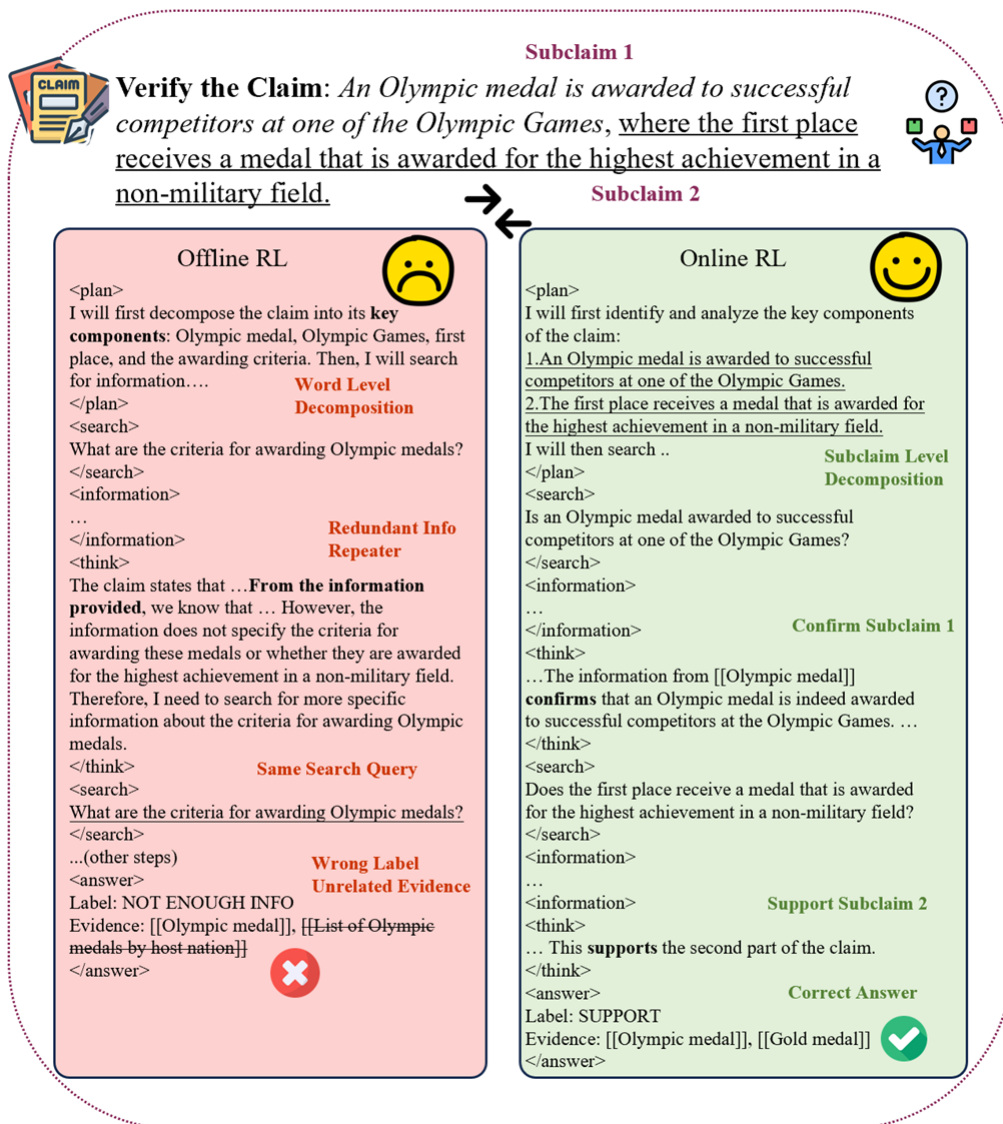 Subclaim 1
CLAIM
Verify the Claim: An Olympic medal is awarded to successful
competitors at one of the Olympic Games, where the first place
receives a medal that is awarded for the highest achievement in a
non-military field.
Subclaim 2
Offline RL
<plan>
I will first decompose the claim into its key
components: Olympic medal, Olympic Games, first
place, and the awarding criteria. Then, I will search
for information….
Word Level
Decomposition
</plan>
<search>
What are the criteria for awarding Olympic medals?
</search>
<information>
…
Redundant Info
Repeater
</information>
<think>
The claim states that …From the information
provided, we know that … However, the
information does not specify the criteria for
awarding these medals or whether they are awarded
for the highest achievement in a non-military field.
Therefore, I need to search for more specific
information about the criteria for awarding Olympic
medals.
</think>
Same Search Query
<search>
What are the criteria for awarding Olympic medals?
</search>
...(other steps)
Wrong Label
Unrelated Evidence
<answer>
Label: NOT ENOUGH INFO
Evidence: [[Olympic medal]], [[List of Olympic
medals by host nation]]
</answer>
Online RL
<plan>
I will first identify and analyze the key components
of the claim:
1.An Olympic medal is awarded to successful
competitors at one of the Olympic Games.
2.The first place receives a medal that is awarded for
the highest achievement in a non-military field.
I will then search ..
Subclaim Level
Decomposition
</plan>
<search>
Is an Olympic medal awarded to successful
competitors at one of the Olympic Games?
</search>
<information>
…
</information>
Confirm Subclaim 1
<think>
…The information from [[Olympic medal]]
confirms that an Olympic medal is indeed awarded
to successful competitors at the Olympic Games. …
</think>
<search>
Does the first place receive a medal that is awarded
for the highest achievement in a non-military field?
</search>
<information>
…
<information>
Support Subclaim 2
<think>
… This supports the second part of the claim.
</think>
<answer>
Correct Answer
Label: SUPPORT
Evidence: [[Olympic medal]], [[Gold medal]]
</answer>